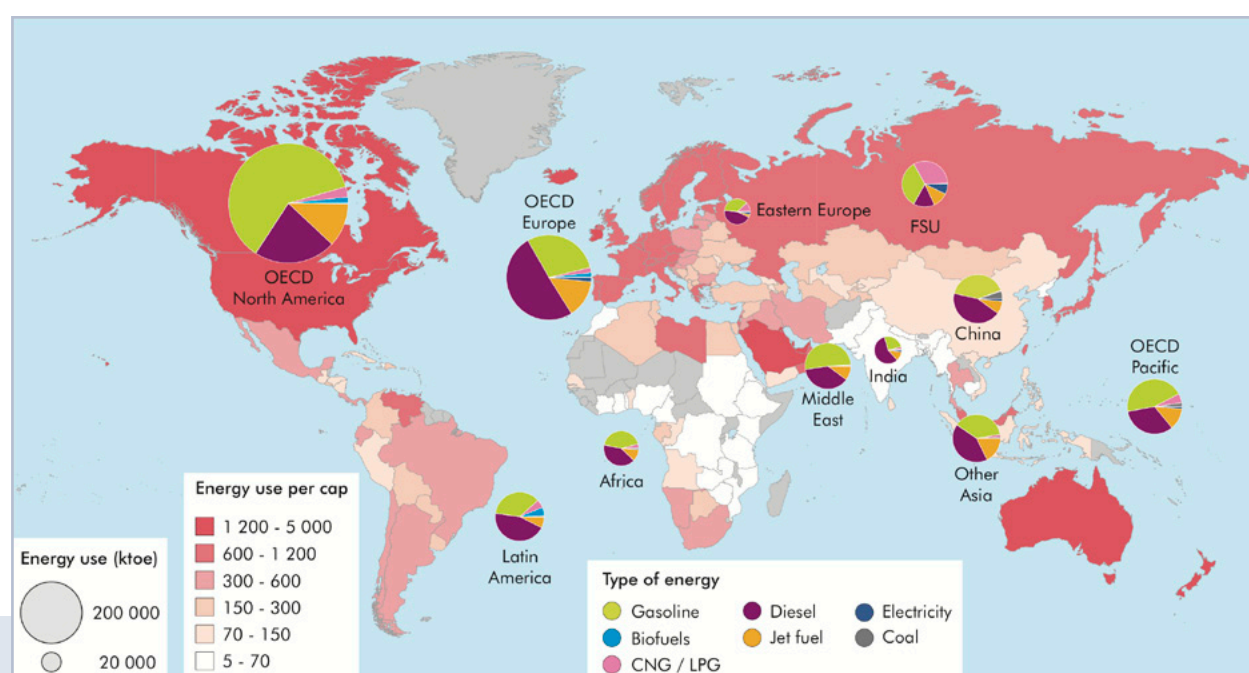 OECD
North America
OECD
Europe
Eastern Europe
FSU
China
OECD
Pacific
India
Middle
East
Other
Asia
Africa
Latin
America
Energy use (ktoe)
200 000
20 000
Energy use per cap
1 200 - 5 000
600 - 1 200
300 - 600
150 - 300
70 - 150
5 - 70
Type of energy
Gasoline
Diesel
Electricity
Biofuels
Jet fuel
Coal
CNG / LPG